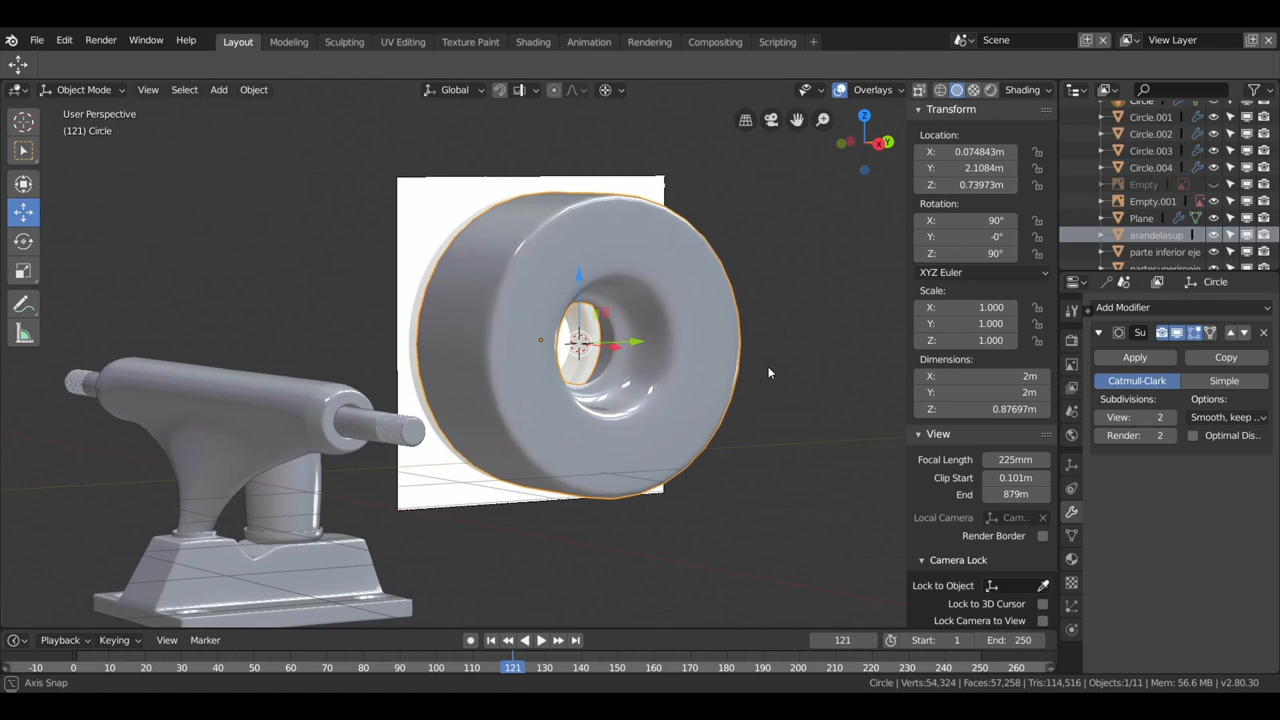 File Edit Render Window Help Layout Modeling Sculpting UV Editing Texture Paint Shading Animation Rendering Compositing Scripting + Scene View Layer
Object Mode View Select Add Object Global Overlays Shading
User Perspective
(121) Circle
Z
Y
X
Transform
Location:
X: 0.074843m
Y: 2.1084m
Z: 0.73973m
Rotation:
X: 90°
Y: -0°
Z: 90°
XYZ Euler
Scale:
X: 1.000
Y: 1.000
Z: 1.000
Dimensions:
X: 2m
Y: 2m
Z: 0.87697m
View
Focal Length 225mm
Clip Start 0.101m
End 879m
Local Camera Cam..
Render Border
Camera Lock
Lock to Object
Lock to 3D Cursor
Lock Camera to View
Circle
Circle.001
Circle.002
Circle.003
Circle.004
Empty
Empty.001
Plane
arandelasup
parte inferior eje
Circle
Add Modifier
Su
Apply Copy
Catmull-Clark Simple
Subdivisions: Options:
View: 2 Smooth, keep ..
Render: 2 Optimal Dis..
Playback Keying View Marker 121 Start: 1 End: 250
-10 0 10 20 30 40 50 60 70 80 90 100 110 121 130 140 150 160 170 180 190 200 210 220 230 240 250 260
Axis Snap Circle | Verts:54,324 | Faces:57,258 | Tris:114,516 | Objects:1/11 | Mem: 56.6 MB | v2.80.30